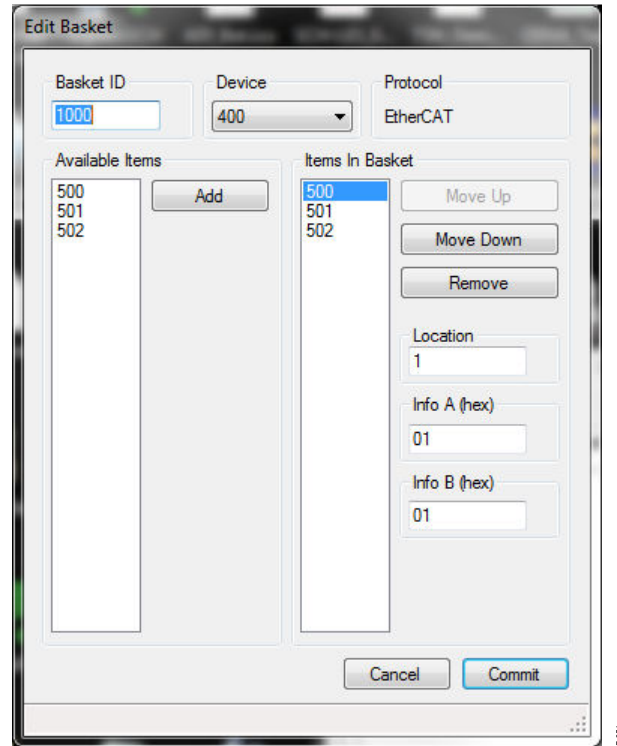 Edit Basket
Basket ID
Device
Protocol
1000
400
EtherCAT
Available Items
Items In Basket
500
501
502
Add
500
501
502
Move Up
Move Down
Remove
Location
1
Info A (hex)
01
Info B (hex)
01
Cancel
Commit